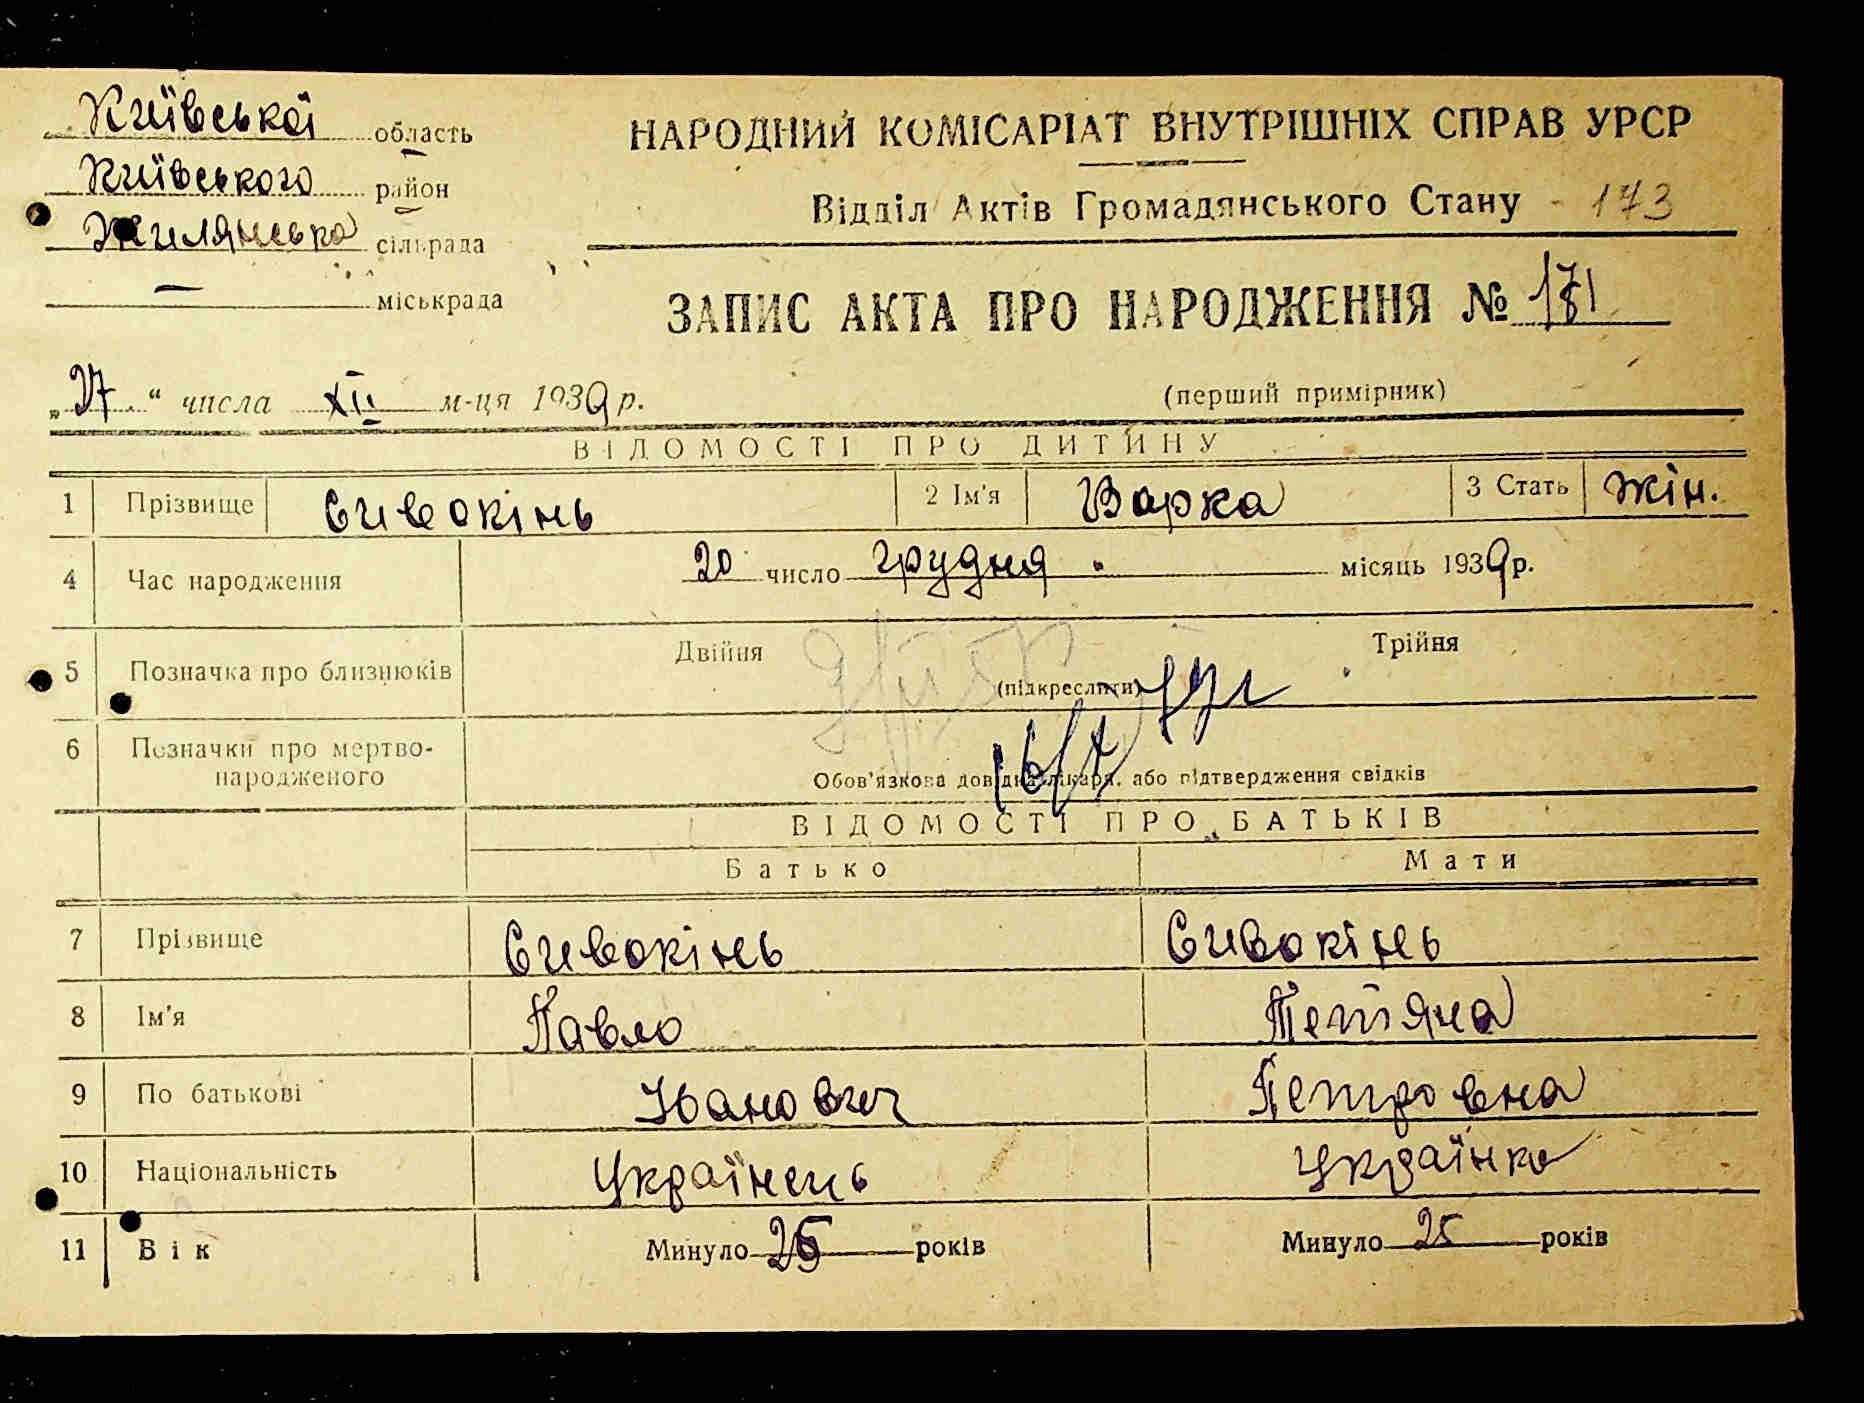 Київської область
Київського район
Жилянська сільрада
— міськрада
НАРОДНИЙ КОМІСАРІАТ ВНУТРІШНІХ СПРАВ УРСР
Відділ Актів Громадянського Стану - 173
ЗАПИС АКТА ПРО НАРОДЖЕННЯ №
„27“ числа XII м-ця 1939 р.
(перший примірник)
ВІДОМОСТІ ПРО ДИТИНУ
1 Прізвище Сивокінь 2 Ім'я Варка 3 Стать жін.
4 Час народження 20 число грудня місяць 1939 р.
5 Позначка про близнюків Двійня (підкреслити) Трійня
6 Позначки про мертво-
народженого
Обов'язкова довідка лікаря, або підтвердження свідків
ВІДОМОСТІ ПРО БАТЬКІВ
Батько Мати
7 Прізвище Сивокінь Сивокінь
8 Ім'я Павло Тетяна
9 По батькові Іванович Петровна
10 Національність Українець Українка
11 Вік Минуло років Минуло 25 років